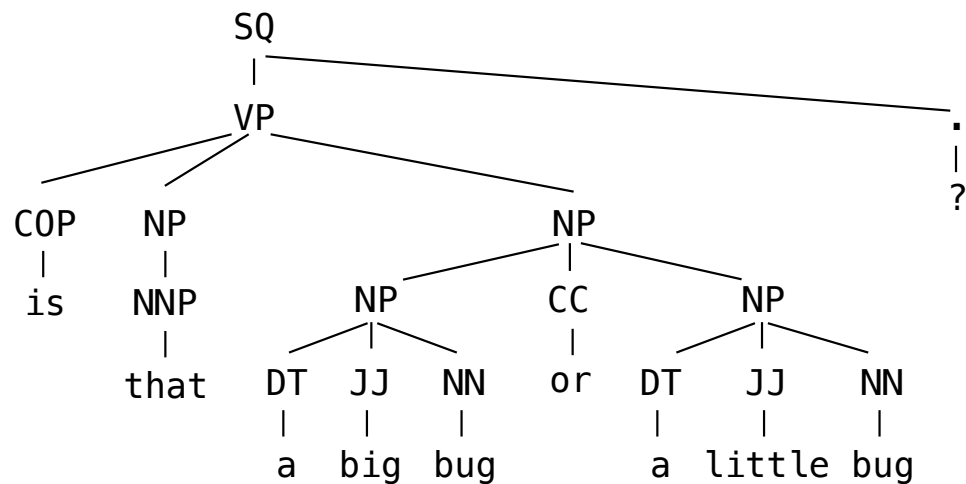 SQ
VP .
COP NP NP ?
is NNP NP CC NP
that DT JJ NN or DT JJ NN
a big bug a little bug